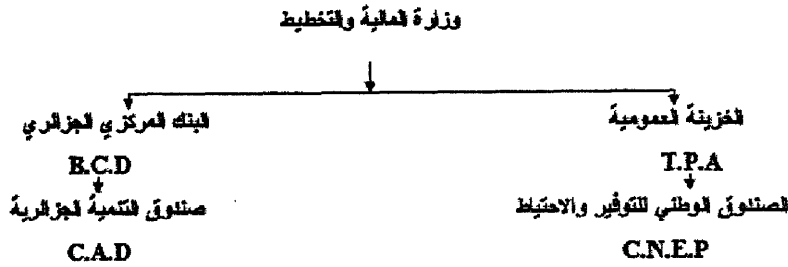 وزارة المالية والتخطيط
الخزينة العمومية
البنك المركزي الجزائري
T.P.A
B.C.D
الصندوق الوطني للتوفير والاحتياط
صندوق التنمية الجزائرية
C.N.E.P
C.A.D